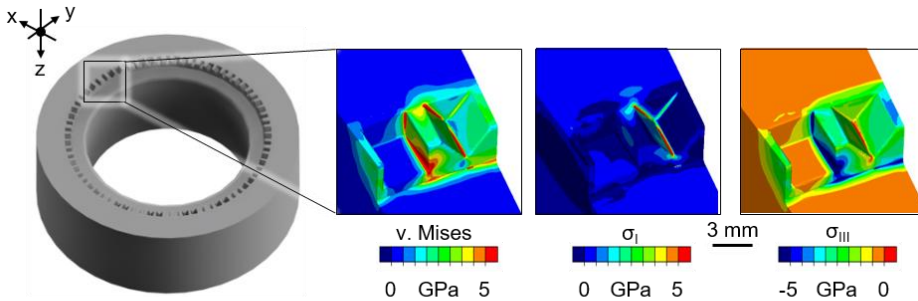 x y
z
v. Mises
σI
3 mm
σIII
0 GPa 5
0 GPa 5
-5 GPa 0